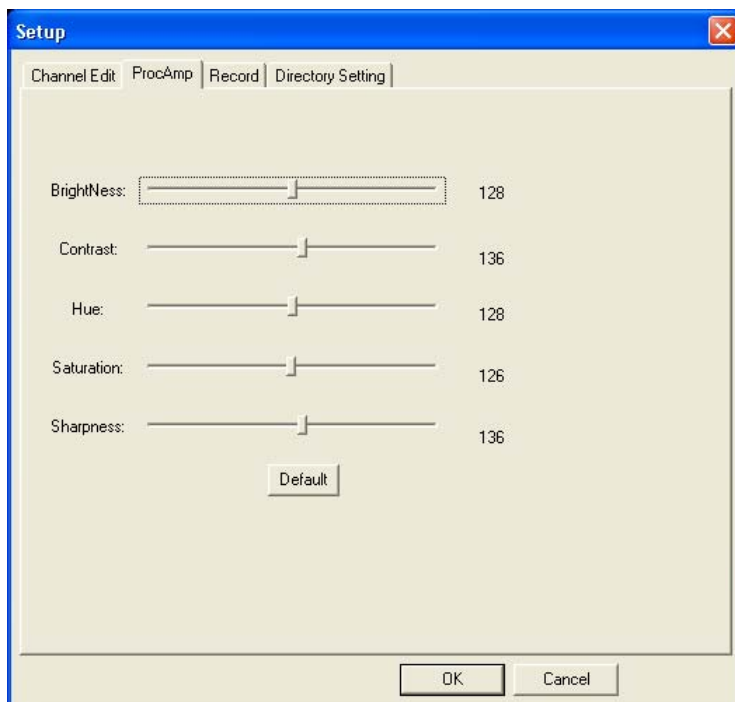 Setup
Channel Edit ProcAmp Record Directory Setting
BrightNess: 128
Contrast: 136
Hue: 128
Saturation: 126
Sharpness: 136
Default
OK Cancel